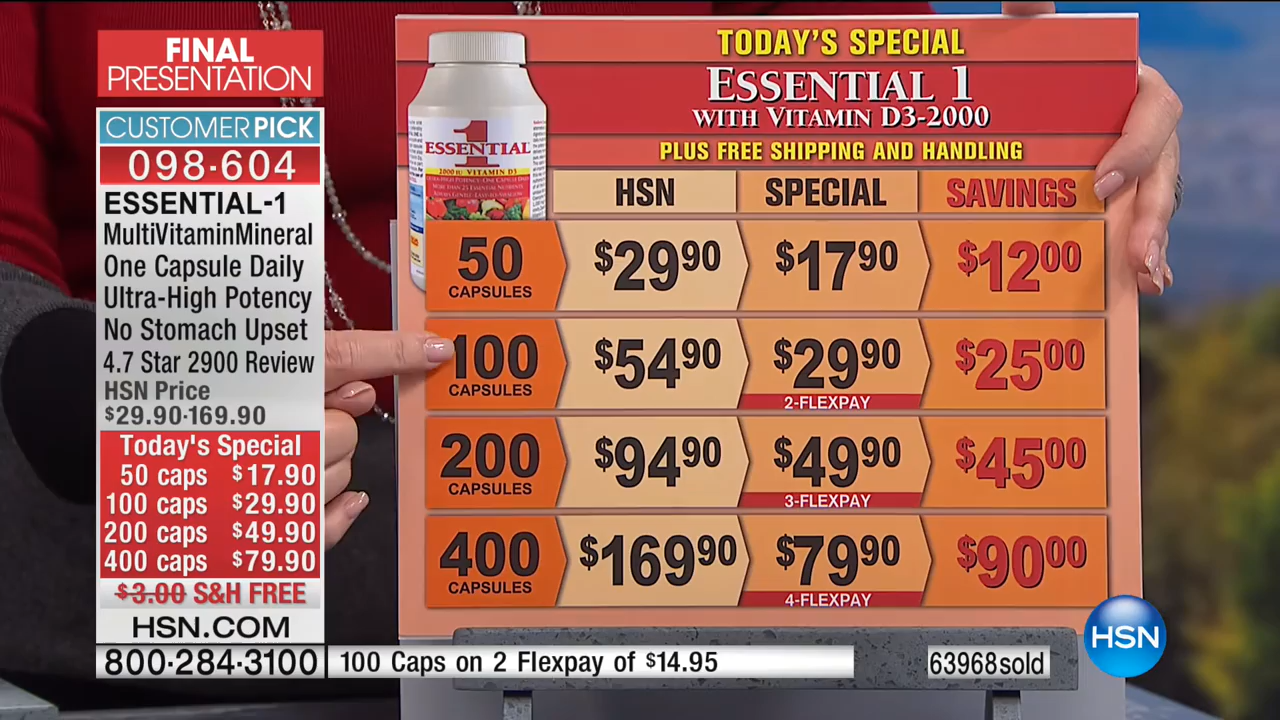 FINAL
PRESENTATION
CUSTOMER PICK
098·604
ESSENTIAL-1
MultiVitaminMineral
One Capsule Daily
Ultra-High Potency
No Stomach Upset
4.7 Star 2900 Review
HSN Price
$29.90-169.90
Today's Special
50 caps $17.90
100 caps $29.90
200 caps $49.90
400 caps $79.90
$3.00 S&H FREE
HSN.COM
800·284·3100
100 Caps on 2 Flexpay of $14.95
63968sold
HSN
TODAY'S SPECIAL
ESSENTIAL 1
WITH VITAMIN D3-2000
PLUS FREE SHIPPING AND HANDLING
HSN SPECIAL SAVINGS
50 CAPSULES $29.90 $17.90 $12.00
100 CAPSULES $54.90 $29.90 $25.00
2-FLEXPAY
200 CAPSULES $94.90 $49.90 $45.00
3-FLEXPAY
400 CAPSULES $169.90 $79.90 $90.00
4-FLEXPAY
1
ESSENTIAL
2000 IU VITAMIN D3